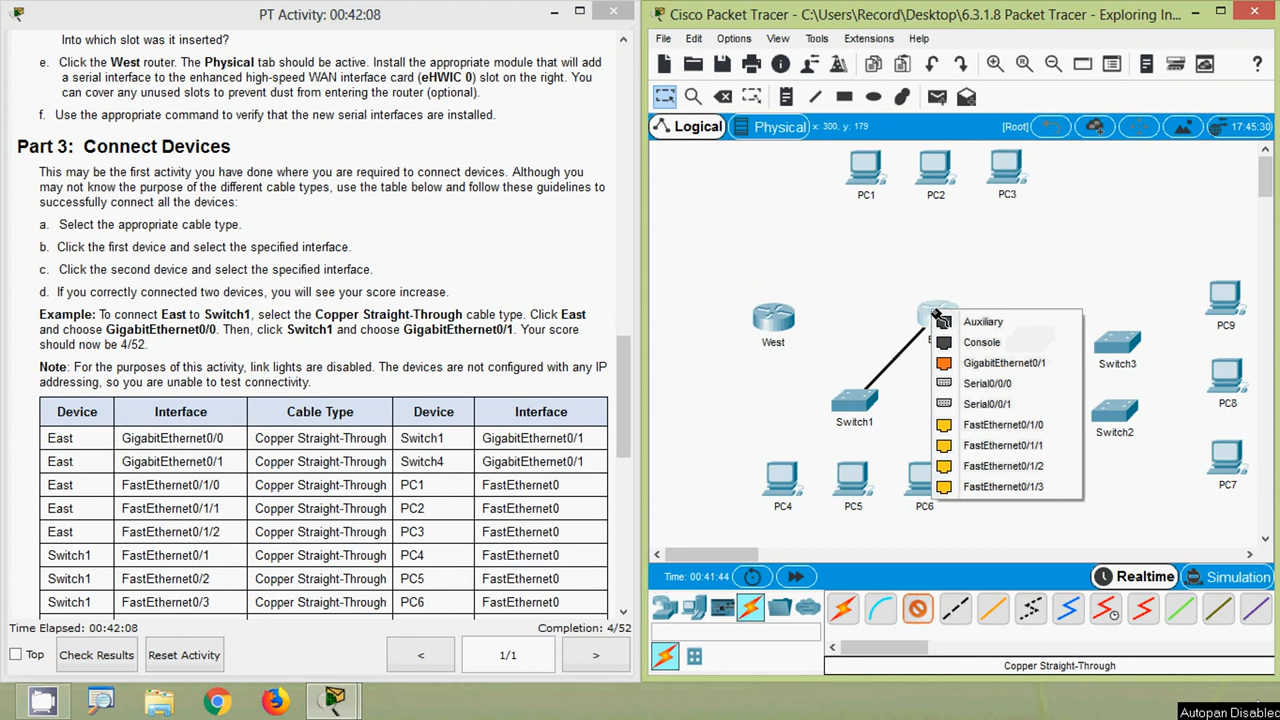 PT Activity: 00:42:08
Into which slot was it inserted?
e. Click the West router. The Physical tab should be active. Install the appropriate module that will add
a serial interface to the enhanced high-speed WAN interface card (eHWIC 0) slot on the right. You
can cover any unused slots to prevent dust from entering the router (optional).
f. Use the appropriate command to verify that the new serial interfaces are installed.
Part 3: Connect Devices
This may be the first activity you have done where you are required to connect devices. Although you
may not know the purpose of the different cable types, use the table below and follow these guidelines to
successfully connect all the devices:
a. Select the appropriate cable type.
b. Click the first device and select the specified interface.
c. Click the second device and select the specified interface.
d. If you correctly connected two devices, you will see your score increase.
Example: To connect East to Switch1, select the Copper Straight-Through cable type. Click East
and choose GigabitEthernet0/0. Then, click Switch1 and choose GigabitEthernet0/1. Your score
should now be 4/52.
Note: For the purposes of this activity, link lights are disabled. The devices are not configured with any IP
addressing, so you are unable to test connectivity.
Device Interface Cable Type Device Interface
East GigabitEthernet0/0 Copper Straight-Through Switch1 GigabitEthernet0/1
East GigabitEthernet0/1 Copper Straight-Through Switch4 GigabitEthernet0/1
East FastEthernet0/1/0 Copper Straight-Through PC1 FastEthernet0
East FastEthernet0/1/1 Copper Straight-Through PC2 FastEthernet0
East FastEthernet0/1/2 Copper Straight-Through PC3 FastEthernet0
Switch1 FastEthernet0/1 Copper Straight-Through PC4 FastEthernet0
Switch1 FastEthernet0/2 Copper Straight-Through PC5 FastEthernet0
Switch1 FastEthernet0/3 Copper Straight-Through PC6 FastEthernet0
Time Elapsed: 00:42:08 Completion: 4/52
Top Check Results Reset Activity < 1/1 >
Cisco Packet Tracer - C:\Users\Record\Desktop\6.3.1.8 Packet Tracer - Exploring In...
File Edit Options View Tools Extensions Help
Logical Physical x: 300, y: 179 [Root] 17:45:30
PC1 PC2 PC3
West
PC9
Switch3
Switch1
Switch2
PC8
PC4 PC5 PC6
PC7
Auxiliary
Console
GigabitEthernet0/1
Serial0/0/0
Serial0/0/1
FastEthernet0/1/0
FastEthernet0/1/1
FastEthernet0/1/2
FastEthernet0/1/3
Time: 00:41:44 Realtime Simulation
Copper Straight-Through
Autopan Disabled